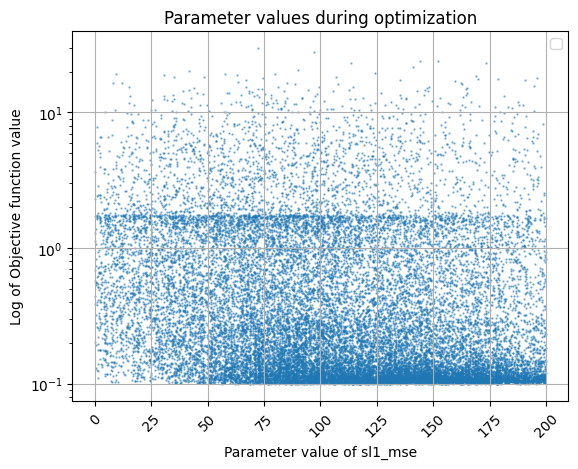 Parameter values during optimization
Log of Objective function value
10¹
10⁰
10⁻¹
0 25 50 75 100 125 150 175 200
Parameter value of sl1_mse